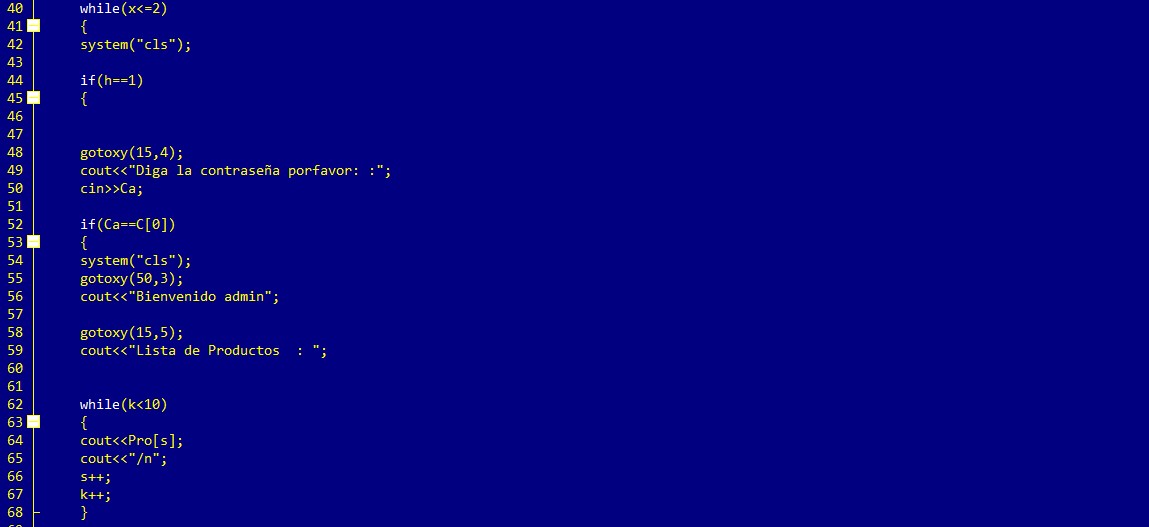 40 while(x<=2)
41 {
42 system("cls");
43
44 if(h==1)
45 {
46
47
48 gotoxy(15,4);
49 cout<<"Diga la contraseña porfavor: :";
50 cin>>Ca;
51
52 if(Ca==C[0])
53 {
54 system("cls");
55 gotoxy(50,3);
56 cout<<"Bienvenido admin";
57
58 gotoxy(15,5);
59 cout<<"Lista de Productos  : ";
60
61
62 while(k<10)
63 {
64 cout<<Pro[s];
65 cout<<"/n";
66 s++;
67 k++;
68 }